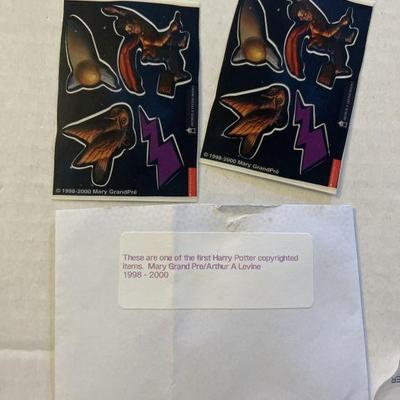 © 1998-2000 Mary GrandPré
© 1998-2000 Mary GrandPré
These are one of the first Harry Potter copyrighted
items. Mary Grand Pre/Arthur A Levine
1998 - 2000